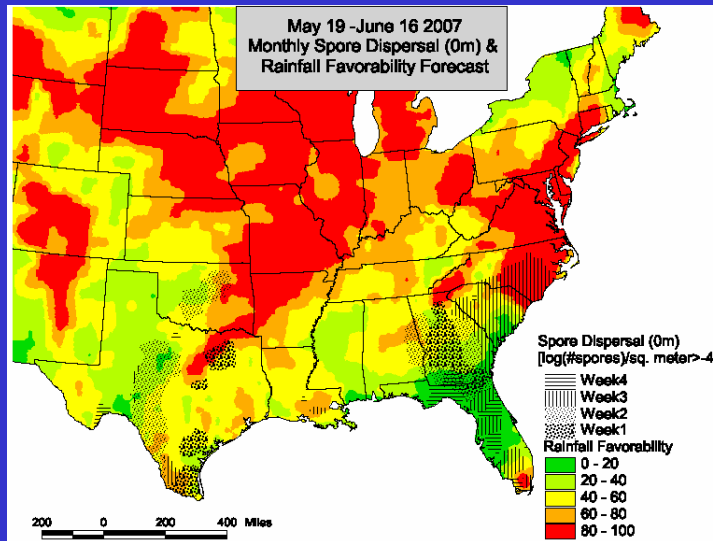 May 19 -June 16 2007
Monthly Spore Dispersal (0m) &
Rainfall Favorability Forecast
Spore Dispersal (0m)
[log(#spores)/sq. meter>-4
Week4
Week3
Week2
Week1
Rainfall Favorability
0 - 20
20 - 40
40 - 60
60 - 80
80 - 100
200 0 200 400 Miles